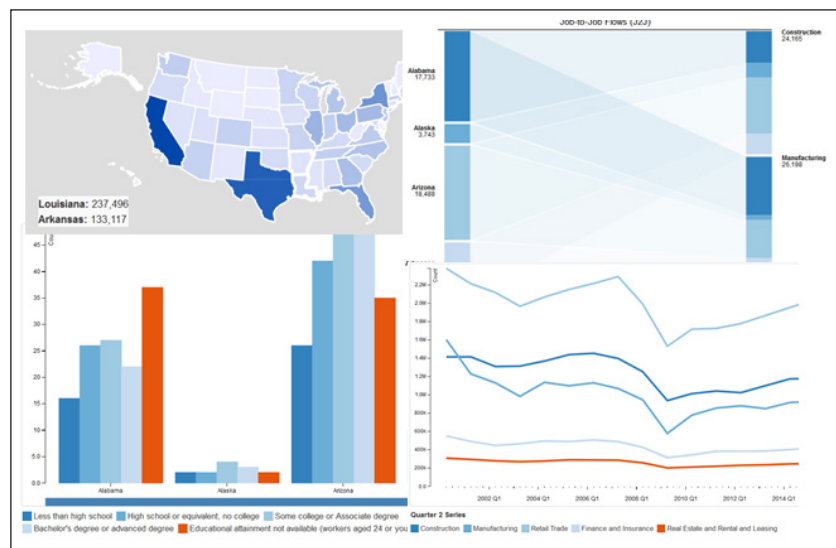 Job-to-Job Flows (J2J)
Louisiana: 237,496
Arkansas: 133,117
Alabama
17,733
Alaska
3,743
Arizona
18,488
Construction
24,165
Manufacturing
26,198
45
40
35
30
25
20
15
10
5.0
0.0
Alabama
Alaska
Arizona
Less than high school
High school or equivalent, no college
Some college or Associate degree
Bachelor's degree or advanced degree
Educational attainment not available (workers aged 24 or you
Count
2.2M
2.0M
1.8M
1.6M
1.4M
1.2M
1.0M
800k
600k
400k
200k
0.0
2002 Q1
2004 Q1
2006 Q1
2008 Q1
2010 Q1
2012 Q1
2014 Q1
Quarter 2 Series
Construction
Manufacturing
Retail Trade
Finance and Insurance
Real Estate and Rental and Leasing